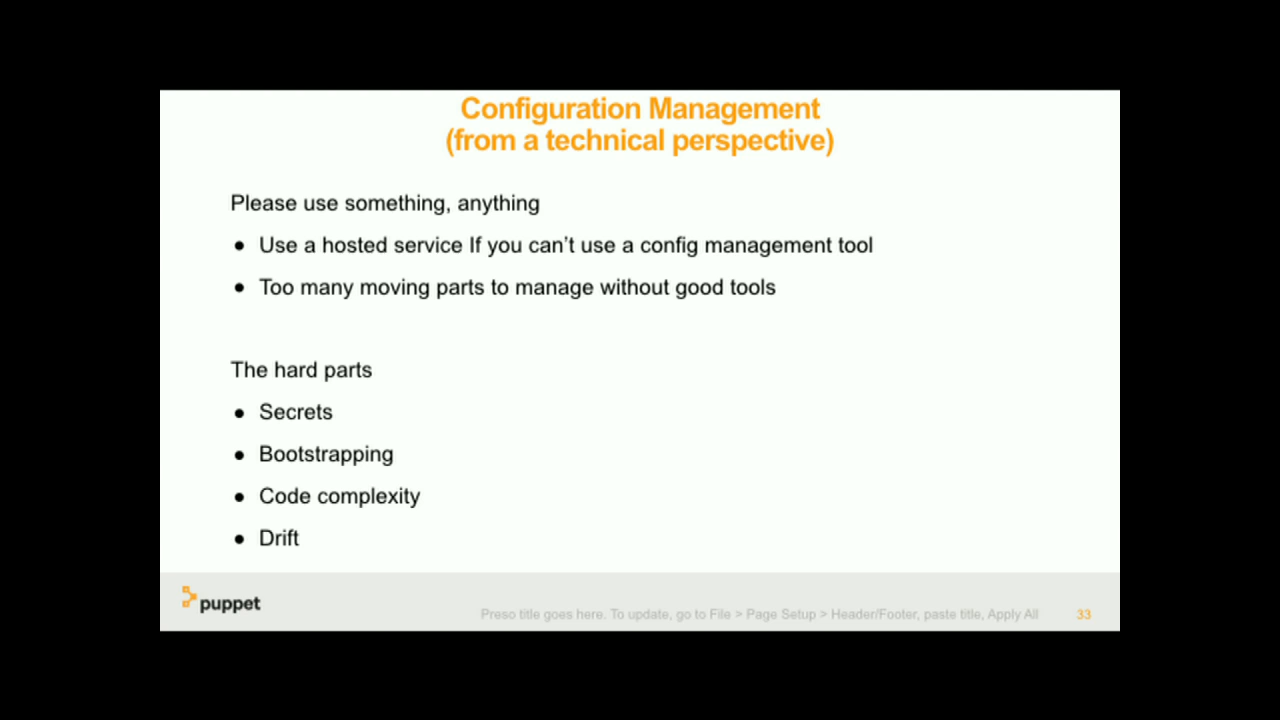 Configuration Management
(from a technical perspective)
Please use something, anything
● Use a hosted service If you can’t use a config management tool
● Too many moving parts to manage without good tools
The hard parts
● Secrets
● Bootstrapping
● Code complexity
● Drift
puppet
Preso title goes here. To update, go to File > Page Setup > Header/Footer, paste title, Apply All
33